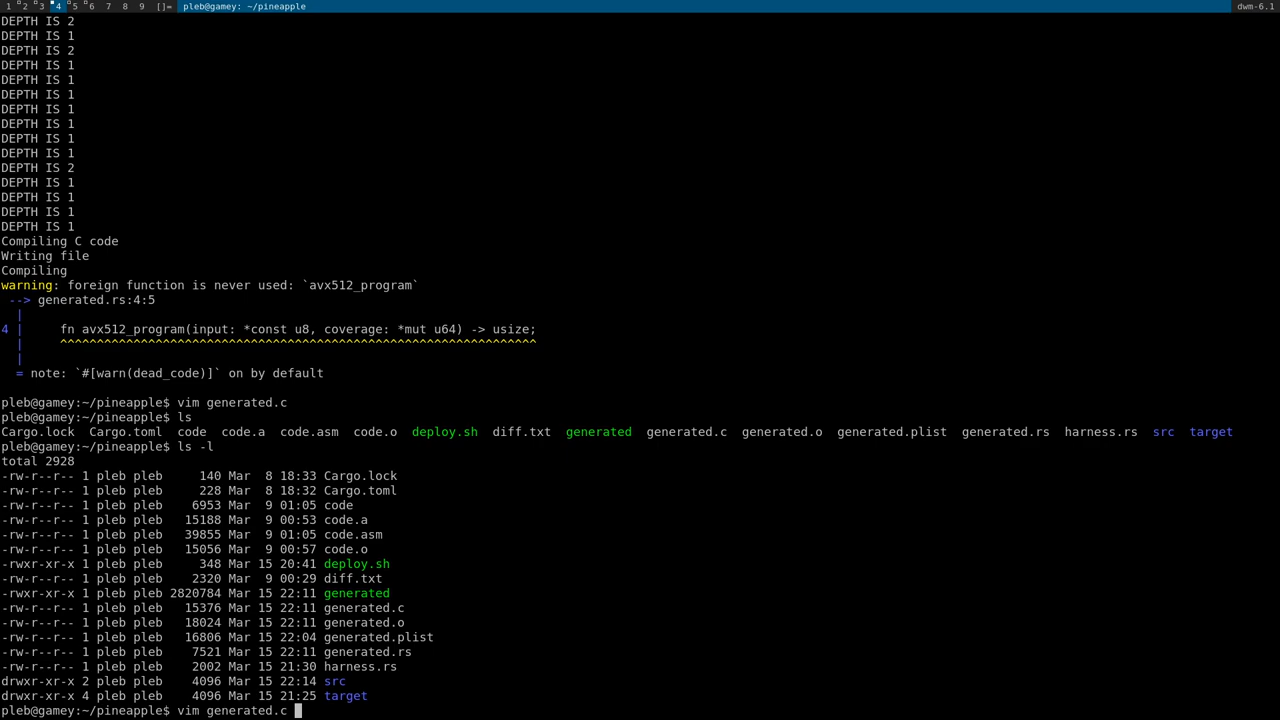 1 2 3 4 5 6 7 8 9 []= pleb@gamey: ~/pineapple dwm-6.1
DEPTH IS 2
DEPTH IS 1
DEPTH IS 2
DEPTH IS 1
DEPTH IS 1
DEPTH IS 1
DEPTH IS 1
DEPTH IS 1
DEPTH IS 1
DEPTH IS 1
DEPTH IS 2
DEPTH IS 1
DEPTH IS 1
DEPTH IS 1
DEPTH IS 1
Compiling C code
Writing file
Compiling
warning: foreign function is never used: `avx512_program`
 --> generated.rs:4:5
  |
4 |     fn avx512_program(input: *const u8, coverage: *mut u64) -> usize;
  |     ^^^^^^^^^^^^^^^^^^^^^^^^^^^^^^^^^^^^^^^^^^^^^^^^^^^^^^^^^^^^^^^^^
  |
  = note: `#[warn(dead_code)]` on by default
pleb@gamey:~/pineapple$ vim generated.c
pleb@gamey:~/pineapple$ ls
Cargo.lock  Cargo.toml  code  code.a  code.asm  code.o  deploy.sh  diff.txt  generated  generated.c  generated.o  generated.plist  generated.rs  harness.rs  src  target
pleb@gamey:~/pineapple$ ls -l
total 2928
-rw-r--r-- 1 pleb pleb     140 Mar  8 18:33 Cargo.lock
-rw-r--r-- 1 pleb pleb     228 Mar  8 18:32 Cargo.toml
-rw-r--r-- 1 pleb pleb    6953 Mar  9 01:05 code
-rw-r--r-- 1 pleb pleb   15188 Mar  9 00:53 code.a
-rw-r--r-- 1 pleb pleb   39855 Mar  9 01:05 code.asm
-rw-r--r-- 1 pleb pleb   15056 Mar  9 00:57 code.o
-rwxr-xr-x 1 pleb pleb     348 Mar 15 20:41 deploy.sh
-rw-r--r-- 1 pleb pleb    2320 Mar  9 00:29 diff.txt
-rwxr-xr-x 1 pleb pleb 2820784 Mar 15 22:11 generated
-rw-r--r-- 1 pleb pleb   15376 Mar 15 22:11 generated.c
-rw-r--r-- 1 pleb pleb   18024 Mar 15 22:11 generated.o
-rw-r--r-- 1 pleb pleb   16806 Mar 15 22:04 generated.plist
-rw-r--r-- 1 pleb pleb    7521 Mar 15 22:11 generated.rs
-rw-r--r-- 1 pleb pleb    2002 Mar 15 21:30 harness.rs
drwxr-xr-x 2 pleb pleb    4096 Mar 15 22:14 src
drwxr-xr-x 4 pleb pleb    4096 Mar 15 21:25 target
pleb@gamey:~/pineapple$ vim generated.c